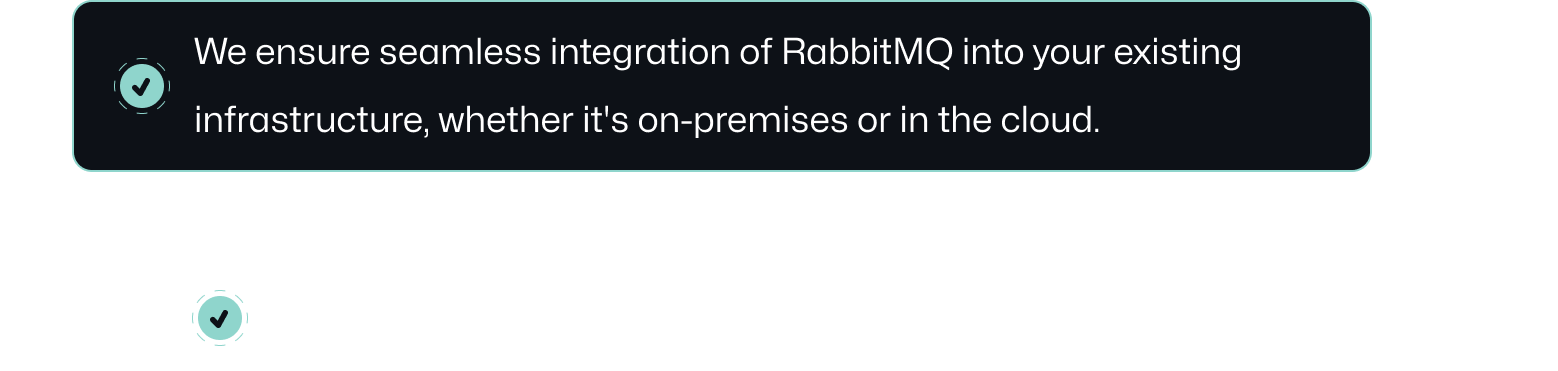 We ensure seamless integration of RabbitMQ into your existing
infrastructure, whether it's on-premises or in the cloud.